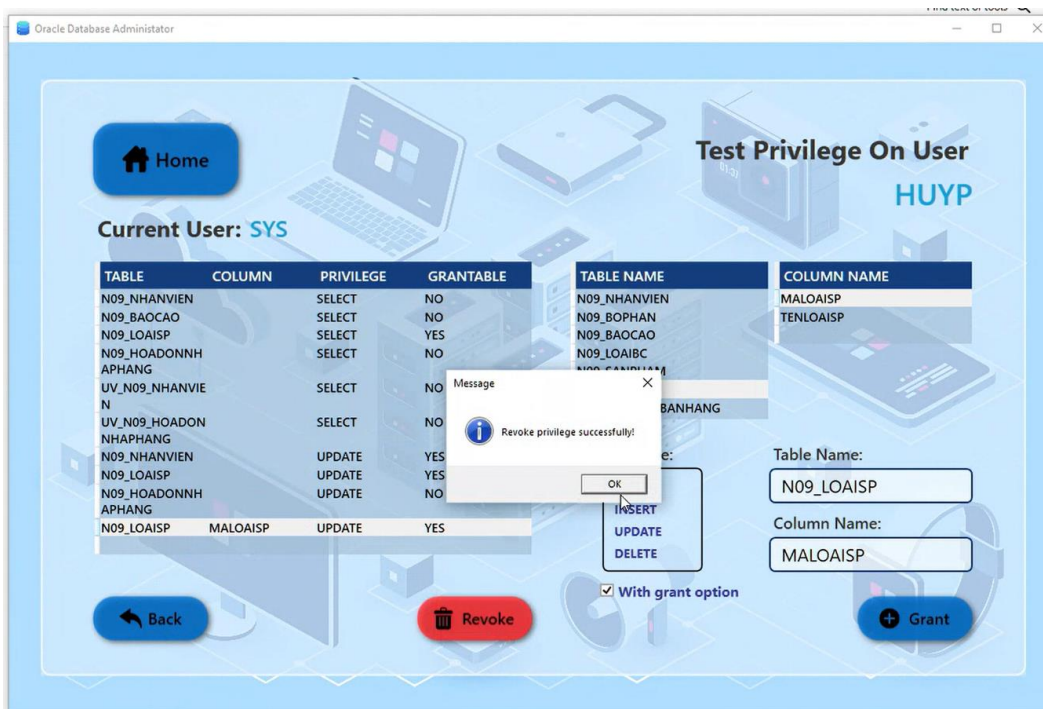 Find text or tools
Oracle Database Administator
Home
Test Privilege On User
HUYP
Current User: SYS
TABLE COLUMN PRIVILEGE GRANTABLE
N09_NHANVIEN SELECT NO
N09_BAOCAO SELECT NO
N09_LOAISP SELECT YES
N09_HOADONNH SELECT NO
APHANG
UV_N09_NHANVIE SELECT NO
N
UV_N09_HOADON SELECT NO
NHAPHANG
N09_NHANVIEN UPDATE YES
N09_LOAISP UPDATE YES
N09_HOADONNH UPDATE NO
APHANG
N09_LOAISP MALOAISP UPDATE YES
TABLE NAME
N09_NHANVIEN
N09_BOPHAN
N09_BAOCAO
N09_LOAIBC
N09_SANPHAM
BANHANG
COLUMN NAME
MALOAISP
TENLOAISP
Message
Revoke privilege successfully!
OK
INSERT
UPDATE
DELETE
With grant option
Table Name:
N09_LOAISP
Column Name:
MALOAISP
Back
Revoke
Grant